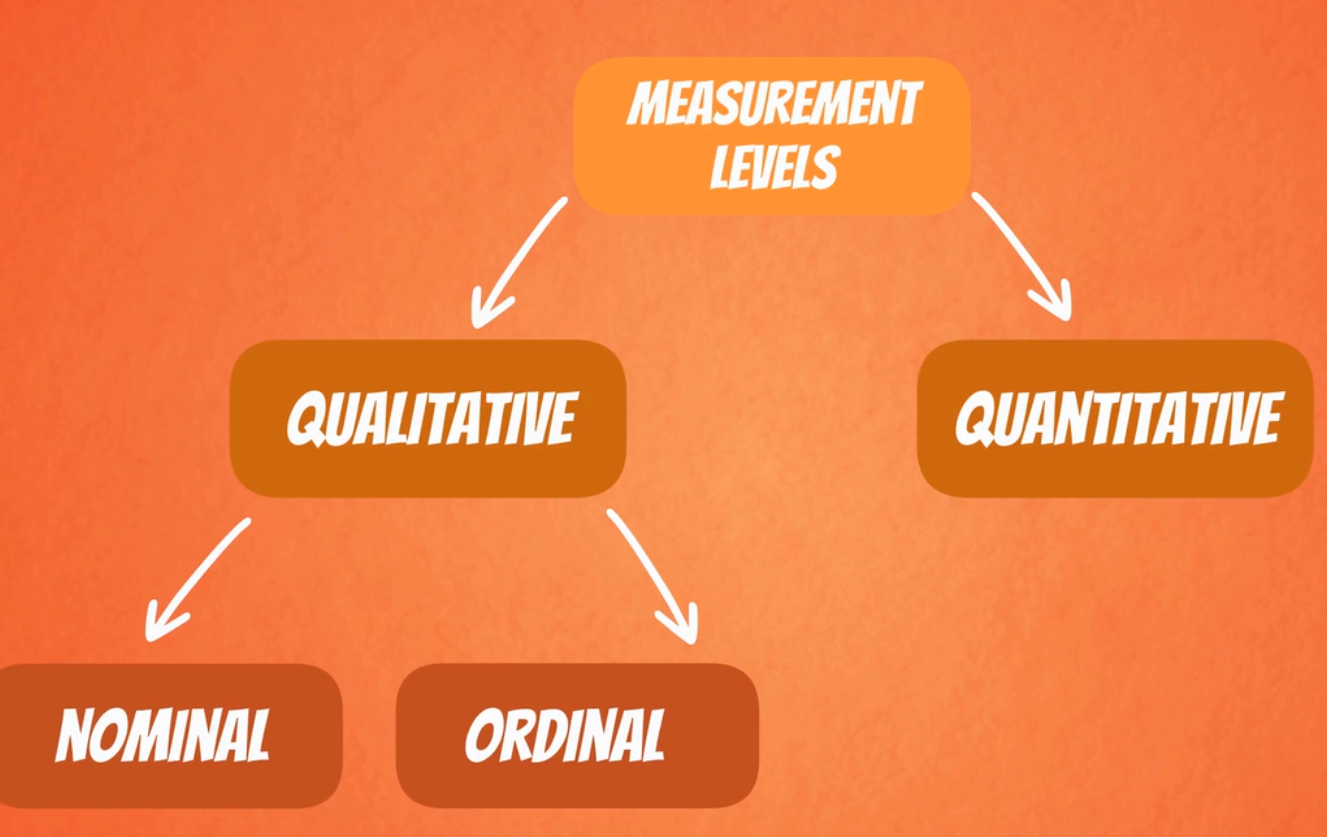 MEASUREMENT
LEVELS
QUALITATIVE
QUANTITATIVE
NOMINAL
ORDINAL